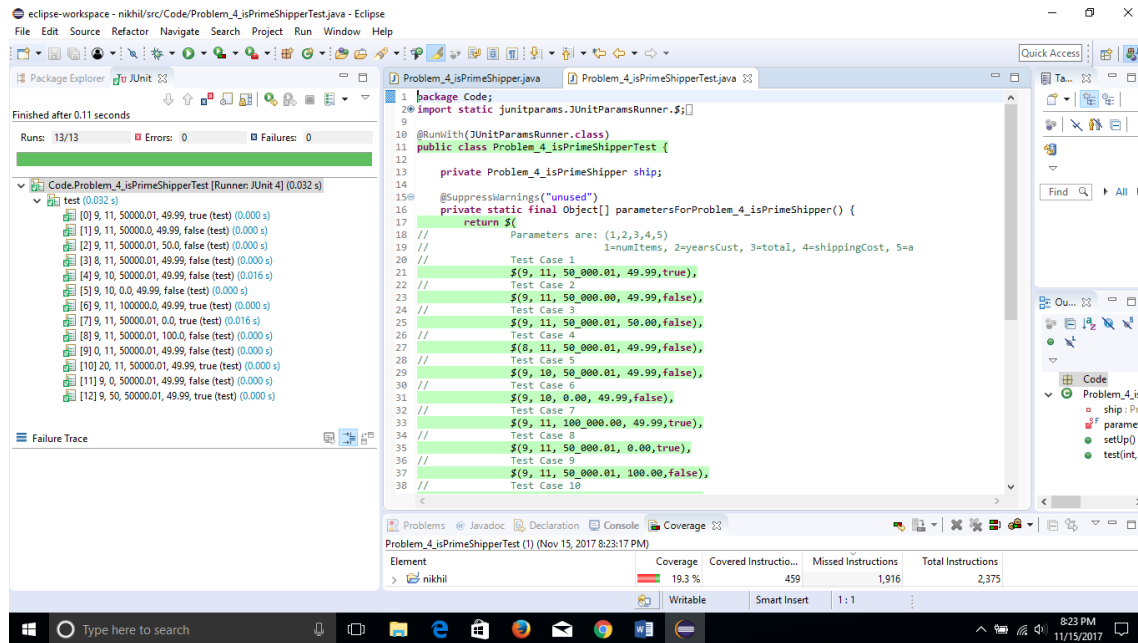 eclipse-workspace - nikhil/src/Code/Problem_4_isPrimeShipperTest.java - Eclipse
File Edit Source Refactor Navigate Search Project Run Window Help
Quick Access
Package Explorer JUnit
Finished after 0.11 seconds
Runs: 13/13 Errors: 0 Failures: 0
Code.Problem_4_isPrimeShipperTest [Runner: JUnit 4] (0.032 s)
test (0.032 s)
[0] 9, 11, 50000.01, 49.99, true (test) (0.000 s)
[1] 9, 11, 50000.0, 49.99, false (test) (0.000 s)
[2] 9, 11, 50000.01, 50.0, false (test) (0.000 s)
[3] 8, 11, 50000.01, 49.99, false (test) (0.000 s)
[4] 9, 10, 50000.01, 49.99, false (test) (0.016 s)
[5] 9, 10, 0.0, 49.99, false (test) (0.000 s)
[6] 9, 11, 100000.0, 49.99, true (test) (0.000 s)
[7] 9, 11, 50000.01, 0.0, true (test) (0.016 s)
[8] 9, 11, 50000.01, 100.0, false (test) (0.000 s)
[9] 0, 11, 50000.01, 49.99, false (test) (0.000 s)
[10] 20, 11, 50000.01, 49.99, true (test) (0.000 s)
[11] 9, 0, 50000.01, 49.99, false (test) (0.000 s)
[12] 9, 50, 50000.01, 49.99, true (test) (0.000 s)
Failure Trace
Problem_4_isPrimeShipper.java Problem_4_isPrimeShipperTest.java
1 package Code;
2 import static junitparams.JUnitParamsRunner.$;
9
10 @RunWith(JUnitParamsRunner.class)
11 public class Problem_4_isPrimeShipperTest {
12
13 private Problem_4_isPrimeShipper ship;
14
15 @SuppressWarnings("unused")
16 private static final Object[] parametersForProblem_4_isPrimeShipper() {
17 return $(
18 // Parameters are: (1,2,3,4,5)
19 // 1=numItems, 2=yearsCust, 3=total, 4=shippingCost, 5=a
20 // Test Case 1
21 $(9, 11, 50_000.01, 49.99,true),
22 // Test Case 2
23 $(9, 11, 50_000.00, 49.99,false),
24 // Test Case 3
25 $(9, 11, 50_000.01, 50.00,false),
26 // Test Case 4
27 $(8, 11, 50_000.01, 49.99,false),
28 // Test Case 5
29 $(9, 10, 50_000.01, 49.99,false),
30 // Test Case 6
31 $(9, 10, 0.00, 49.99,false),
32 // Test Case 7
33 $(9, 11, 100_000.00, 49.99,true),
34 // Test Case 8
35 $(9, 11, 50_000.01, 0.00,true),
36 // Test Case 9
37 $(9, 11, 50_000.01, 100.00,false),
38 // Test Case 10
Ta...
Find All
Ou...
Code
Problem_4_is
ship : Pr
paramet
setUp()
test(int,
Problems Javadoc Declaration Console Coverage
Problem_4_isPrimeShipperTest (1) (Nov 15, 2017 8:23:17 PM)
Element Coverage Covered Instructio... Missed Instructions Total Instructions
nikhil 19.3 % 459 1,916 2,375
Writable Smart Insert 1 : 1
Type here to search
8:23 PM
11/15/2017